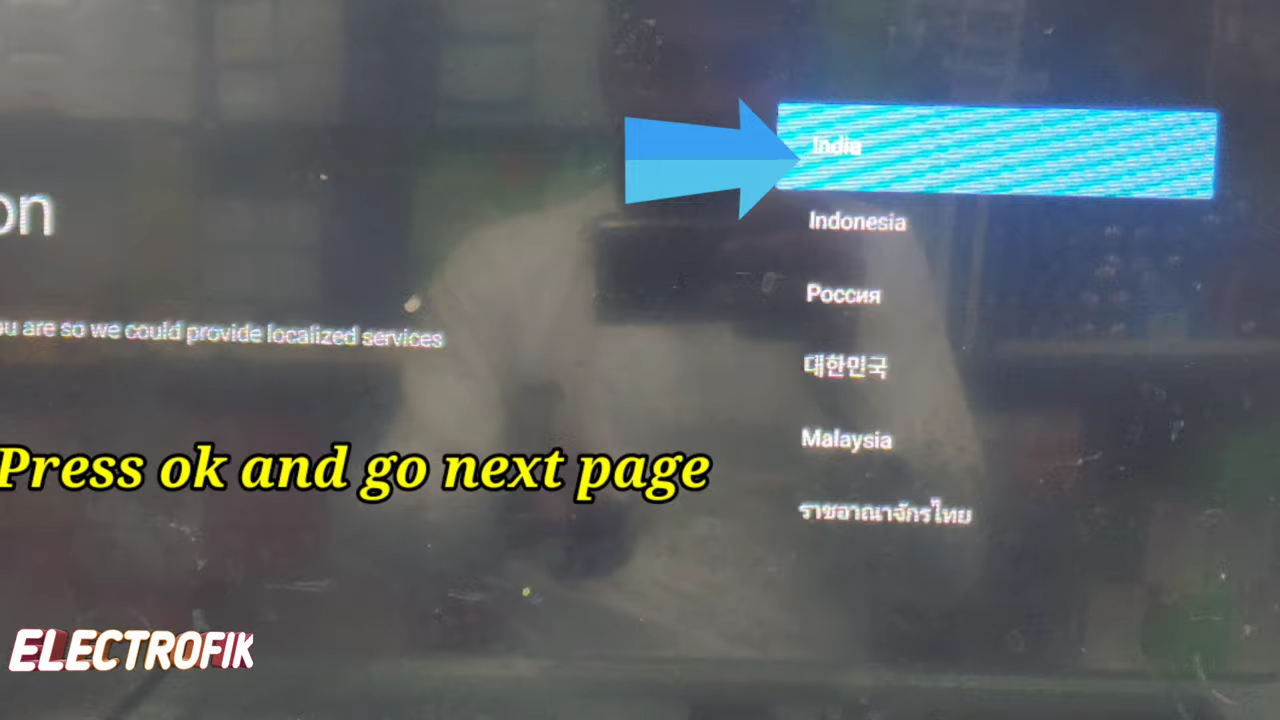 India
Indonesia
on
Россия
ou are so we could provide localized services
대한민국
Malaysia
Press ok and go next page
ราชอาณาจักรไทย
ELECTROFIK